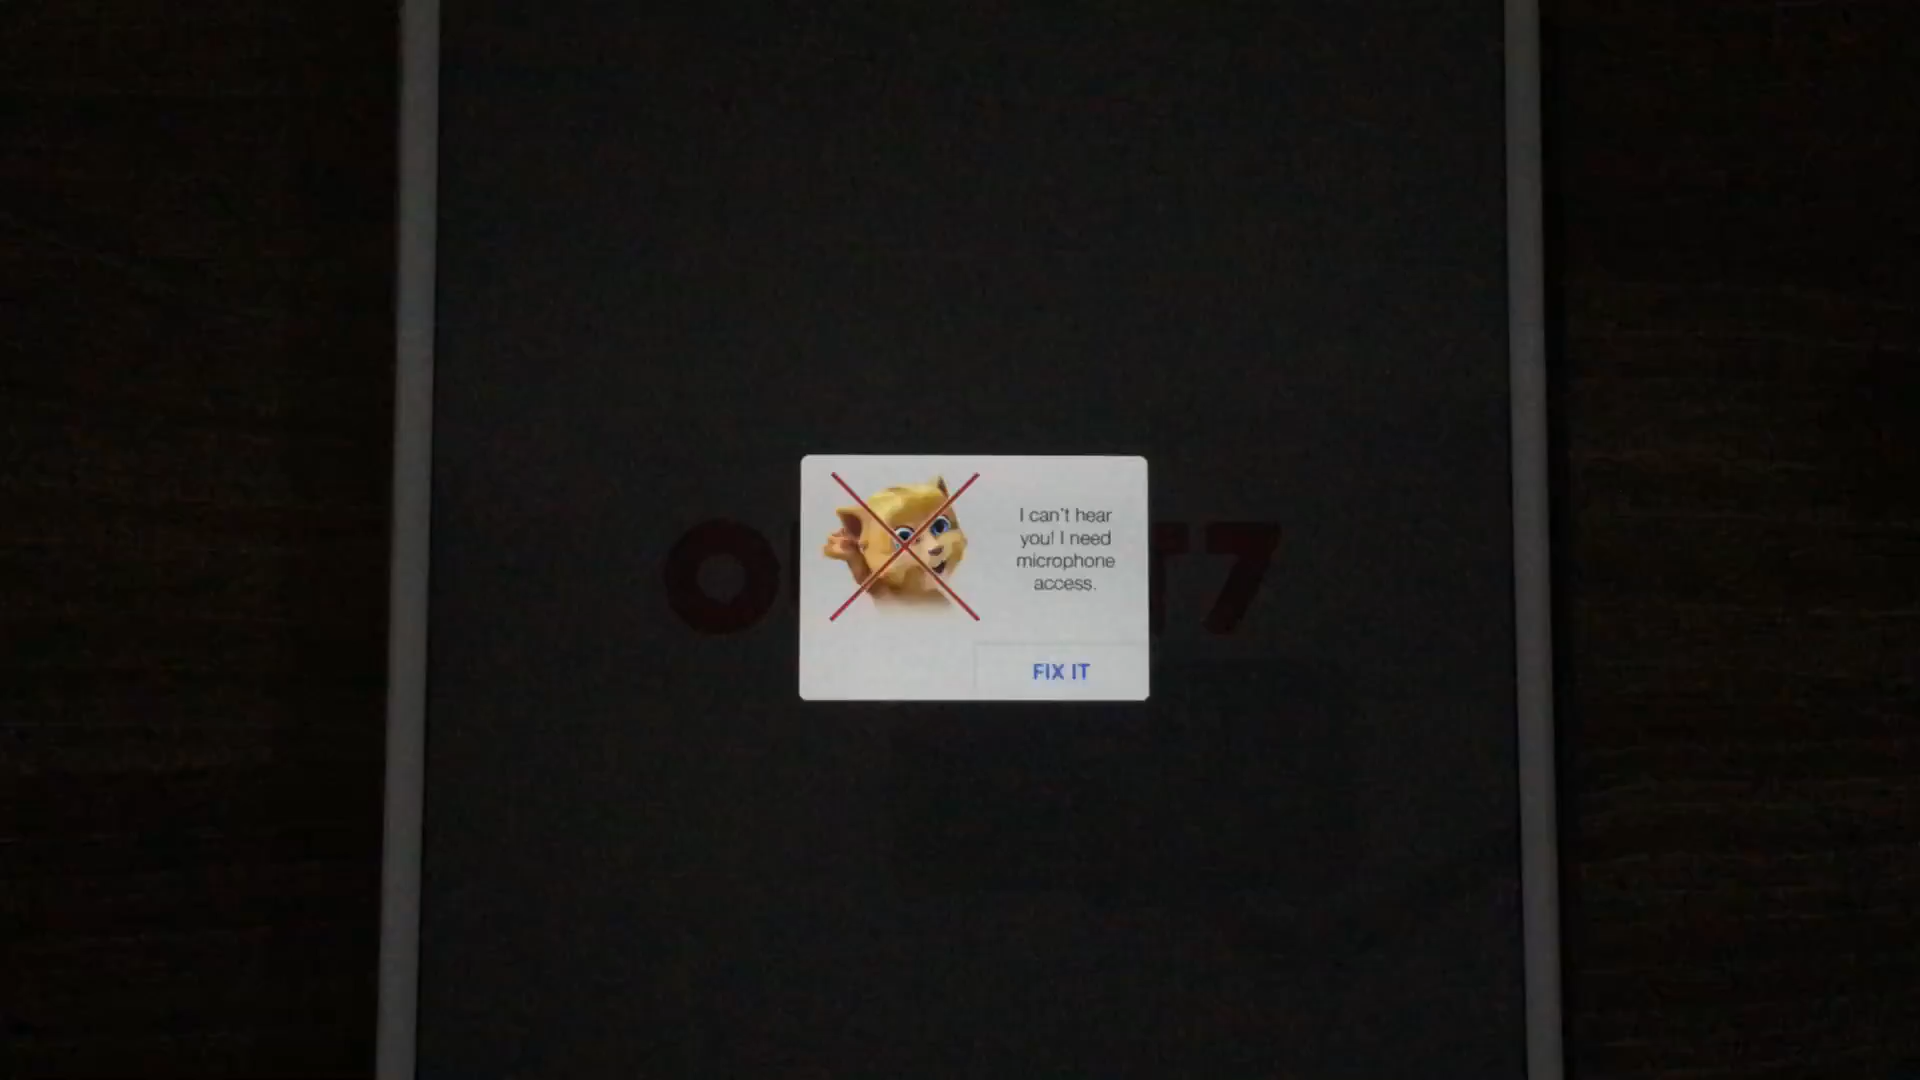 I can't hear
you! I need
microphone
access.
FIX IT